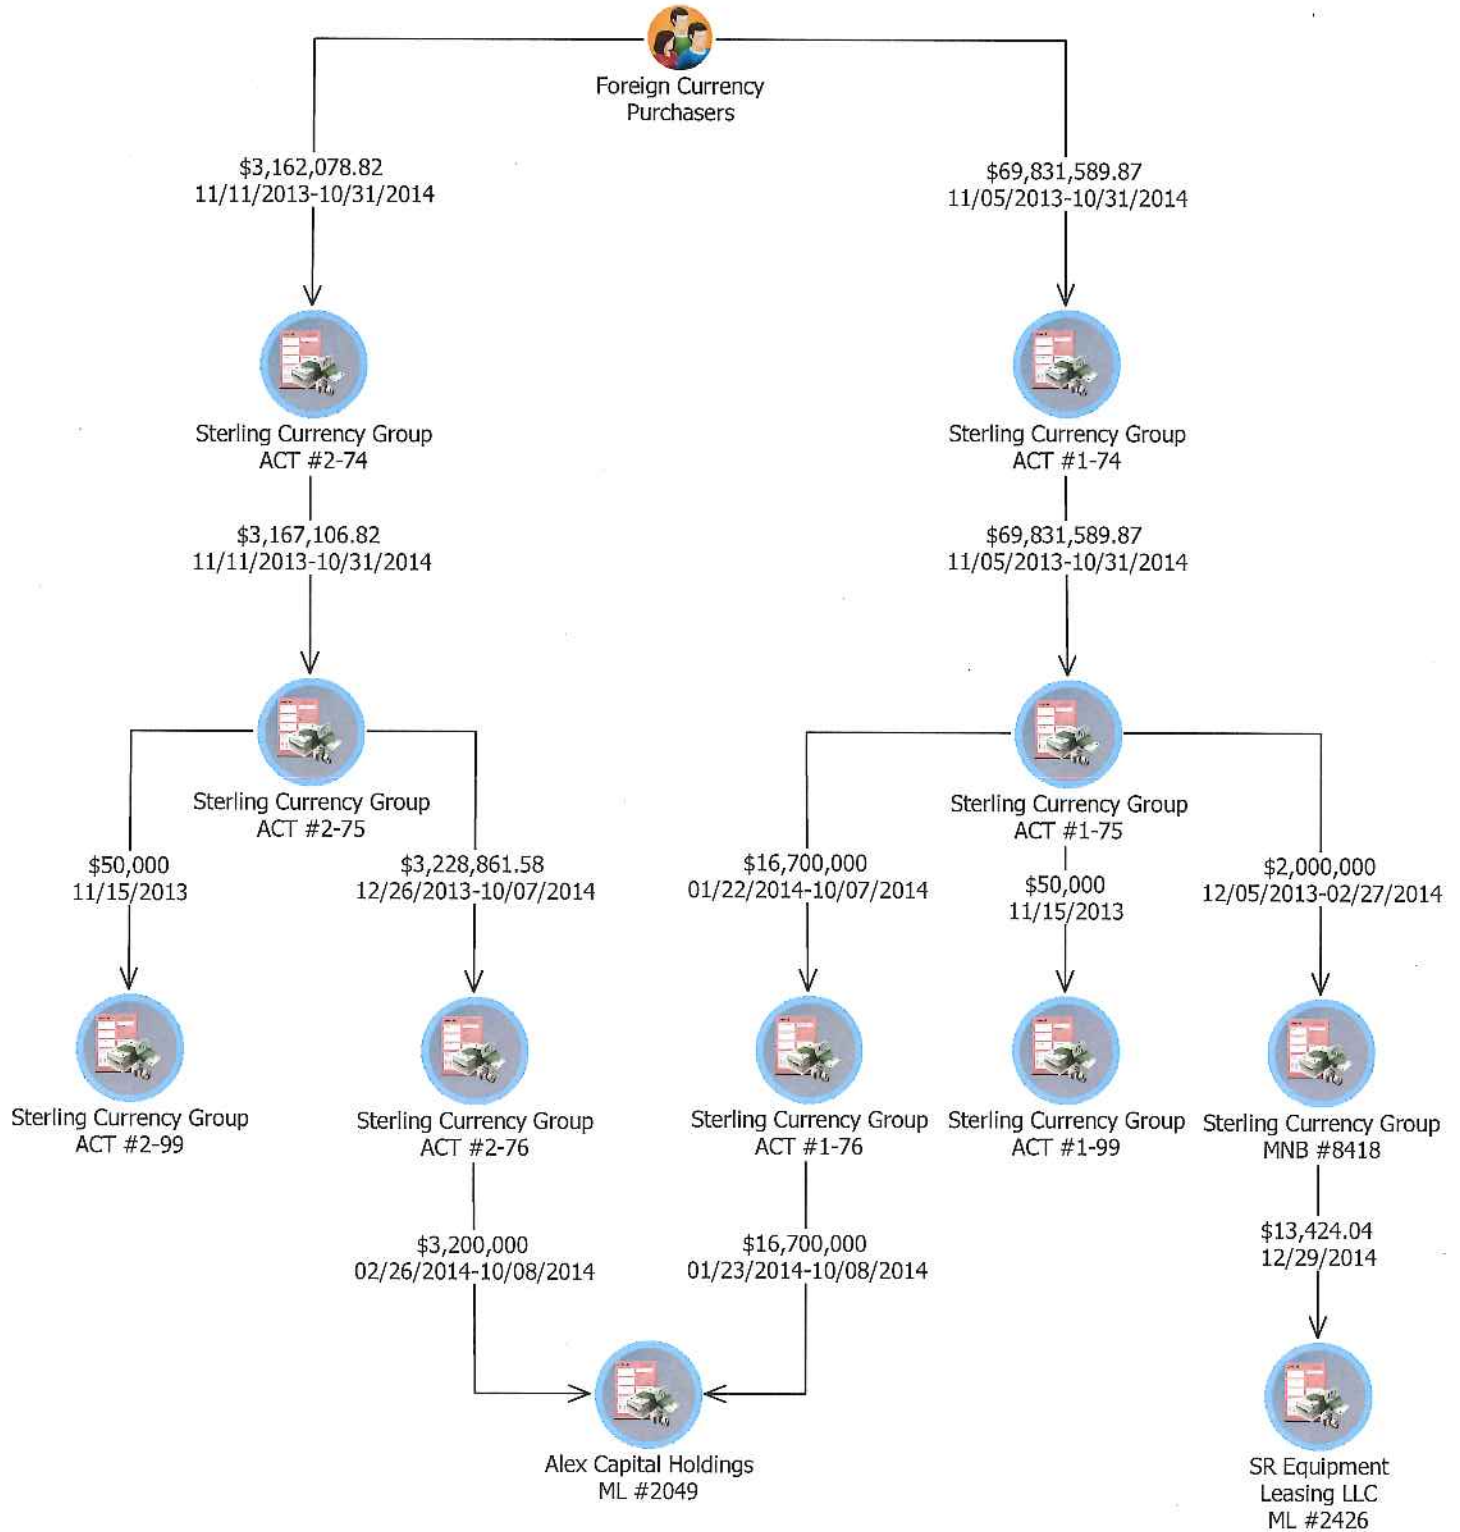 Foreign Currency
Purchasers
$3,162,078.82
11/11/2013-10/31/2014
$69,831,589.87
11/05/2013-10/31/2014
Sterling Currency Group
ACT #2-74
Sterling Currency Group
ACT #1-74
$3,167,106.82
11/11/2013-10/31/2014
$69,831,589.87
11/05/2013-10/31/2014
Sterling Currency Group
ACT #2-75
Sterling Currency Group
ACT #1-75
$50,000
11/15/2013
$3,228,861.58
12/26/2013-10/07/2014
$16,700,000
01/22/2014-10/07/2014
$50,000
11/15/2013
$2,000,000
12/05/2013-02/27/2014
Sterling Currency Group
ACT #2-99
Sterling Currency Group
ACT #2-76
Sterling Currency Group
ACT #1-76
Sterling Currency Group
ACT #1-99
Sterling Currency Group
MNB #8418
$3,200,000
02/26/2014-10/08/2014
$16,700,000
01/23/2014-10/08/2014
$13,424.04
12/29/2014
Alex Capital Holdings
ML #2049
SR Equipment
Leasing LLC
ML #2426